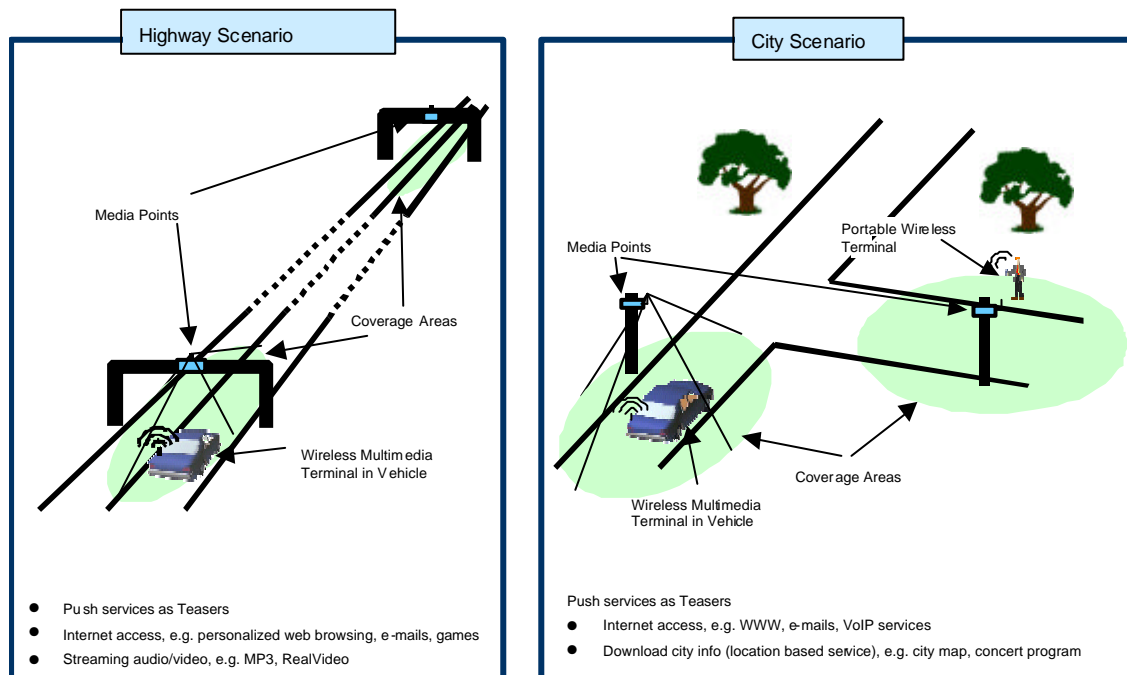 Highway Scenario
Media Points
Coverage Areas
Wireless Multimedia
Terminal in Vehicle
● Push services as Teasers
● Internet access, e.g. personalized web browsing, e-mails, games
● Streaming audio/video, e.g. MP3, RealVideo
City Scenario
Portable Wireless
Terminal
Media Points
Coverage Areas
Wireless Multimedia
Terminal in Vehicle
Push services as Teasers
● Internet access, e.g. WWW, e-mails, VoIP services
● Download city info (location based service), e.g. city map, concert program